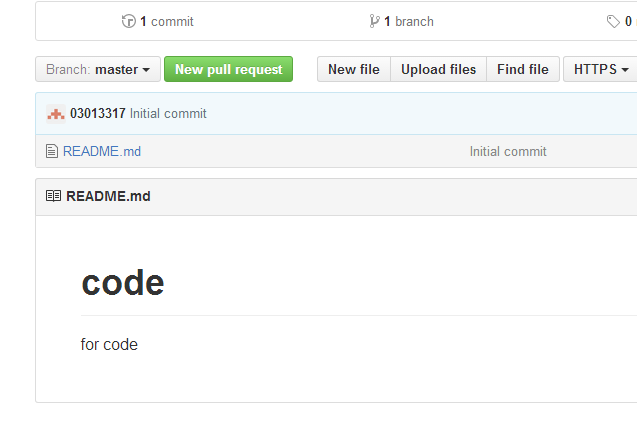 1 commit 1 branch 0
Branch: master New pull request New file Upload files Find file HTTPS
03013317 Initial commit
README.md Initial commit
README.md
code
for code